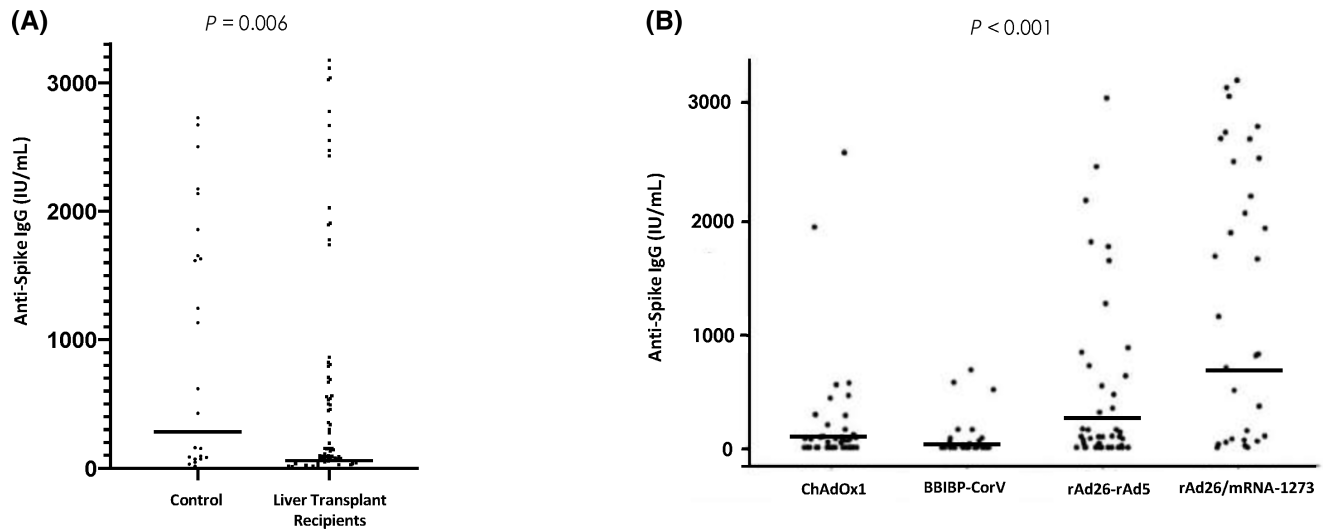 (A)
P = 0.006
Anti-Spike IgG (IU/mL)
3000
2000
1000
0
Control
Liver Transplant
Recipients
(B)
P < 0.001
Anti-Spike IgG (IU/mL)
3000
2000
1000
0
ChAdOx1
BBIBP-CorV
rAd26-rAd5
rAd26/mRNA-1273